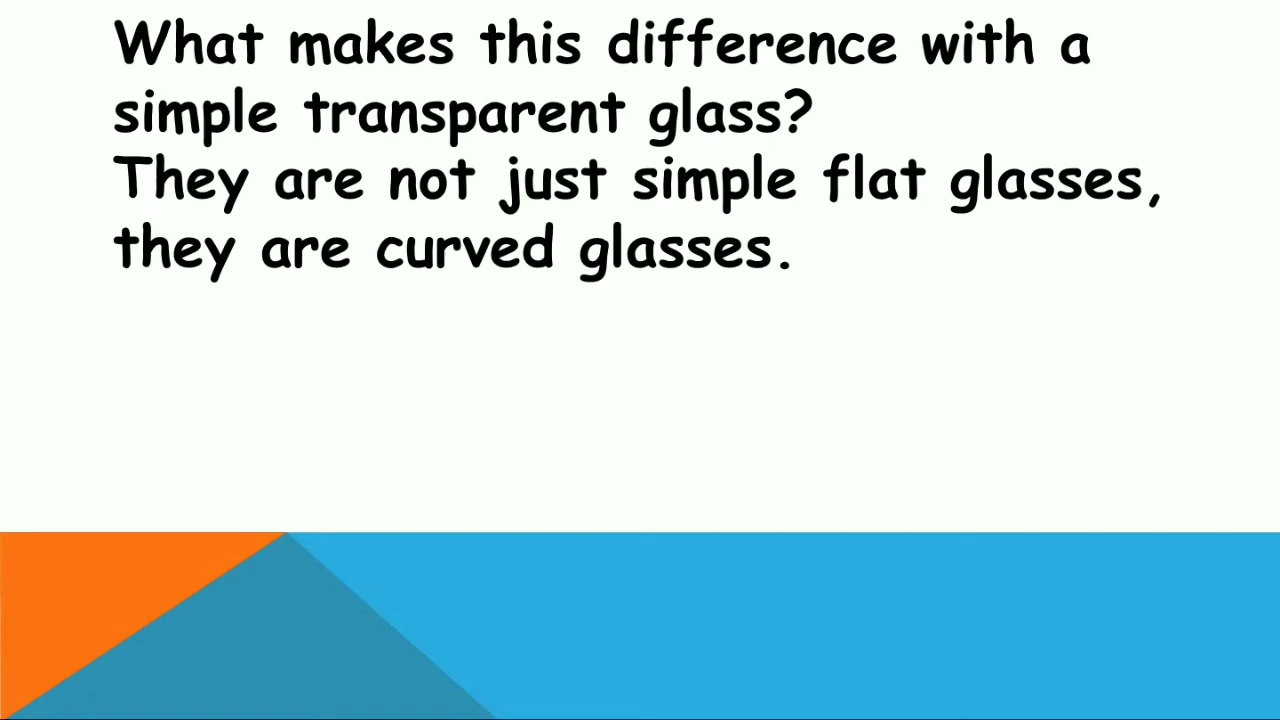 What makes this difference with a
simple transparent glass?
They are not just simple flat glasses,
they are curved glasses.